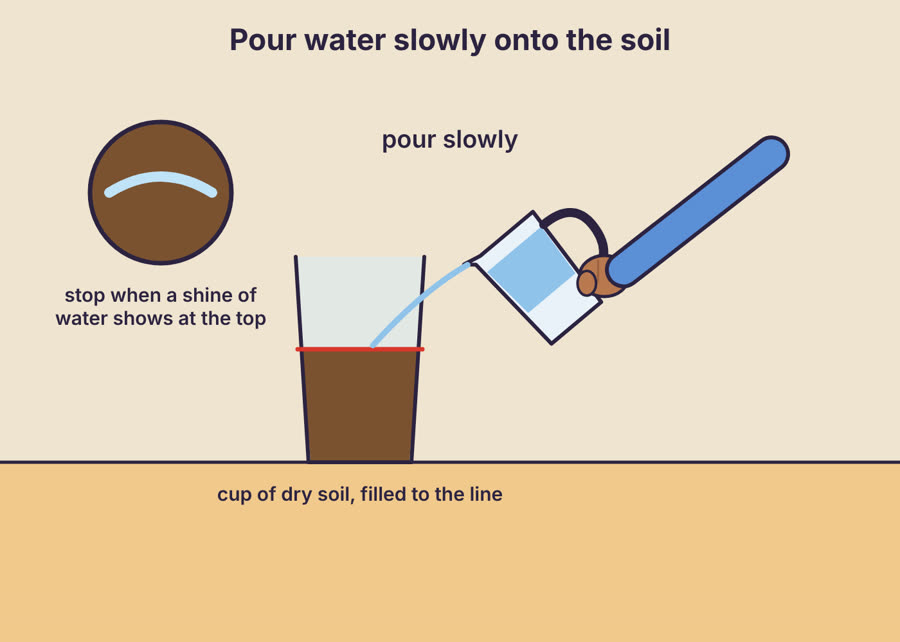 Pour water slowly onto the soil
pour slowly
stop when a shine of
water shows at the top
cup of dry soil, filled to the line